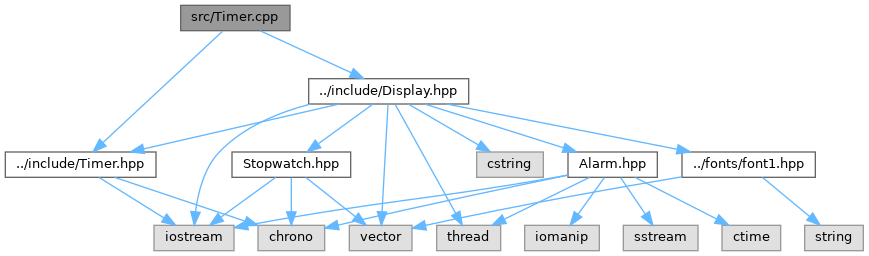 src/Timer.cpp
../include/Display.hpp
../include/Timer.hpp
Stopwatch.hpp
cstring
Alarm.hpp
../fonts/font1.hpp
iostream
chrono
vector
thread
iomanip
sstream
ctime
string